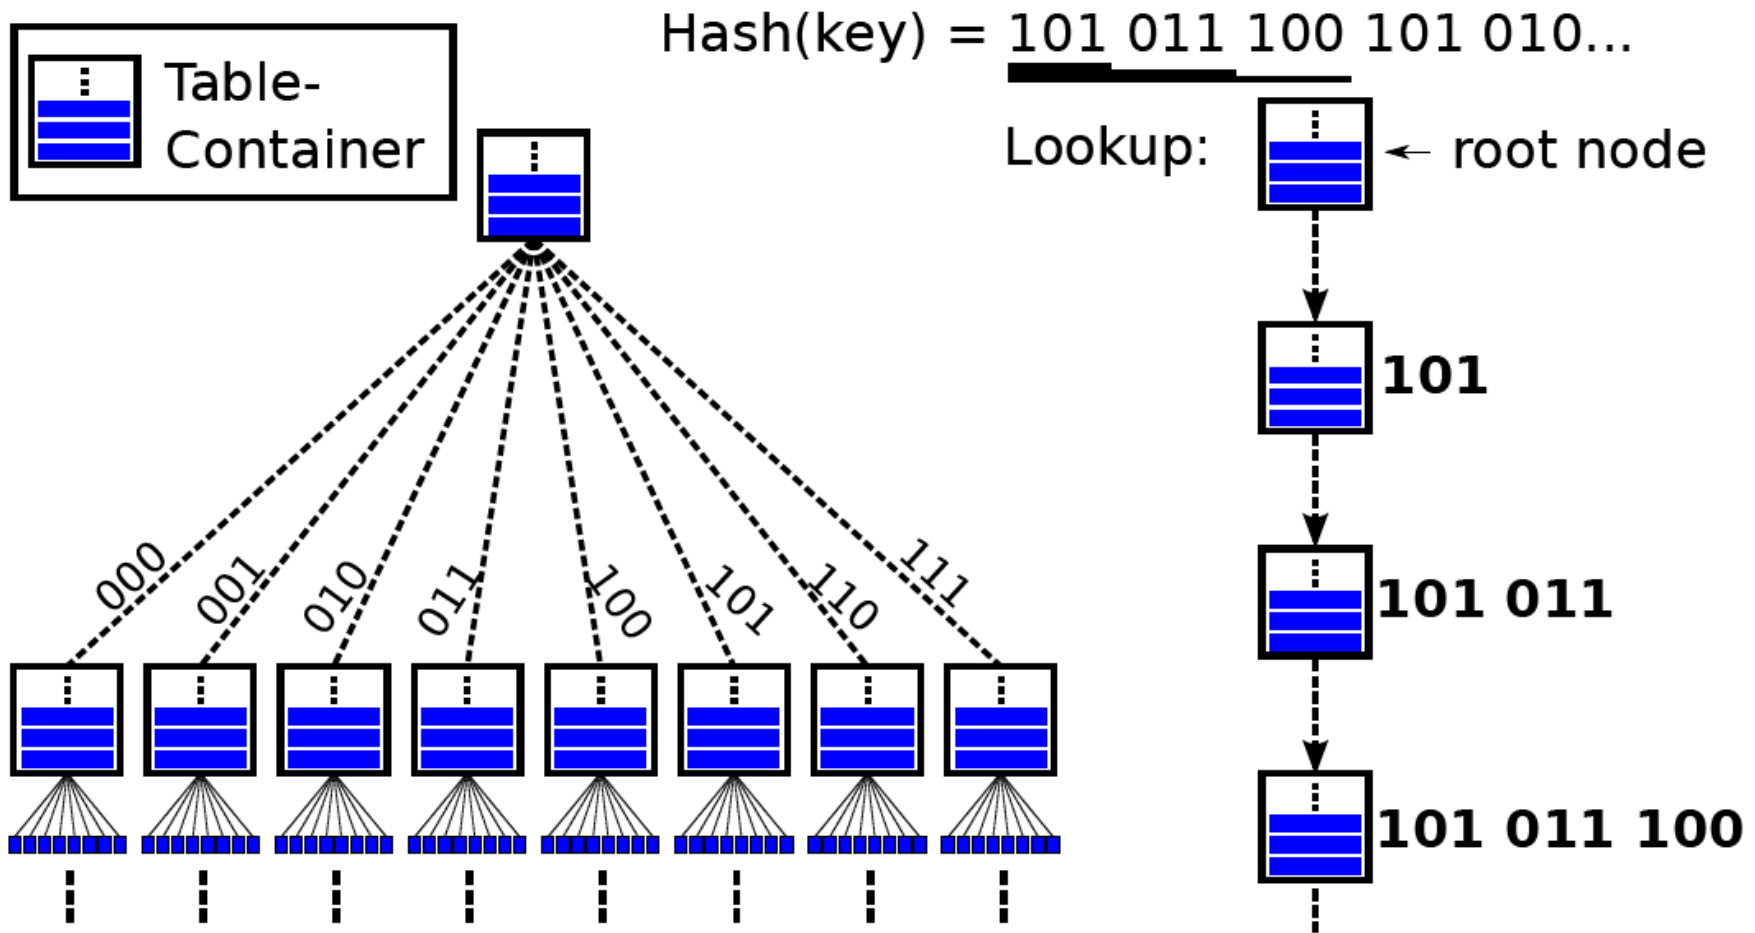 Hash(key) = 101 011 100 101 010...
Table-
Container
Lookup:
← root node
101
101 011
101 011 100
000
001
010
011
100
101
110
111